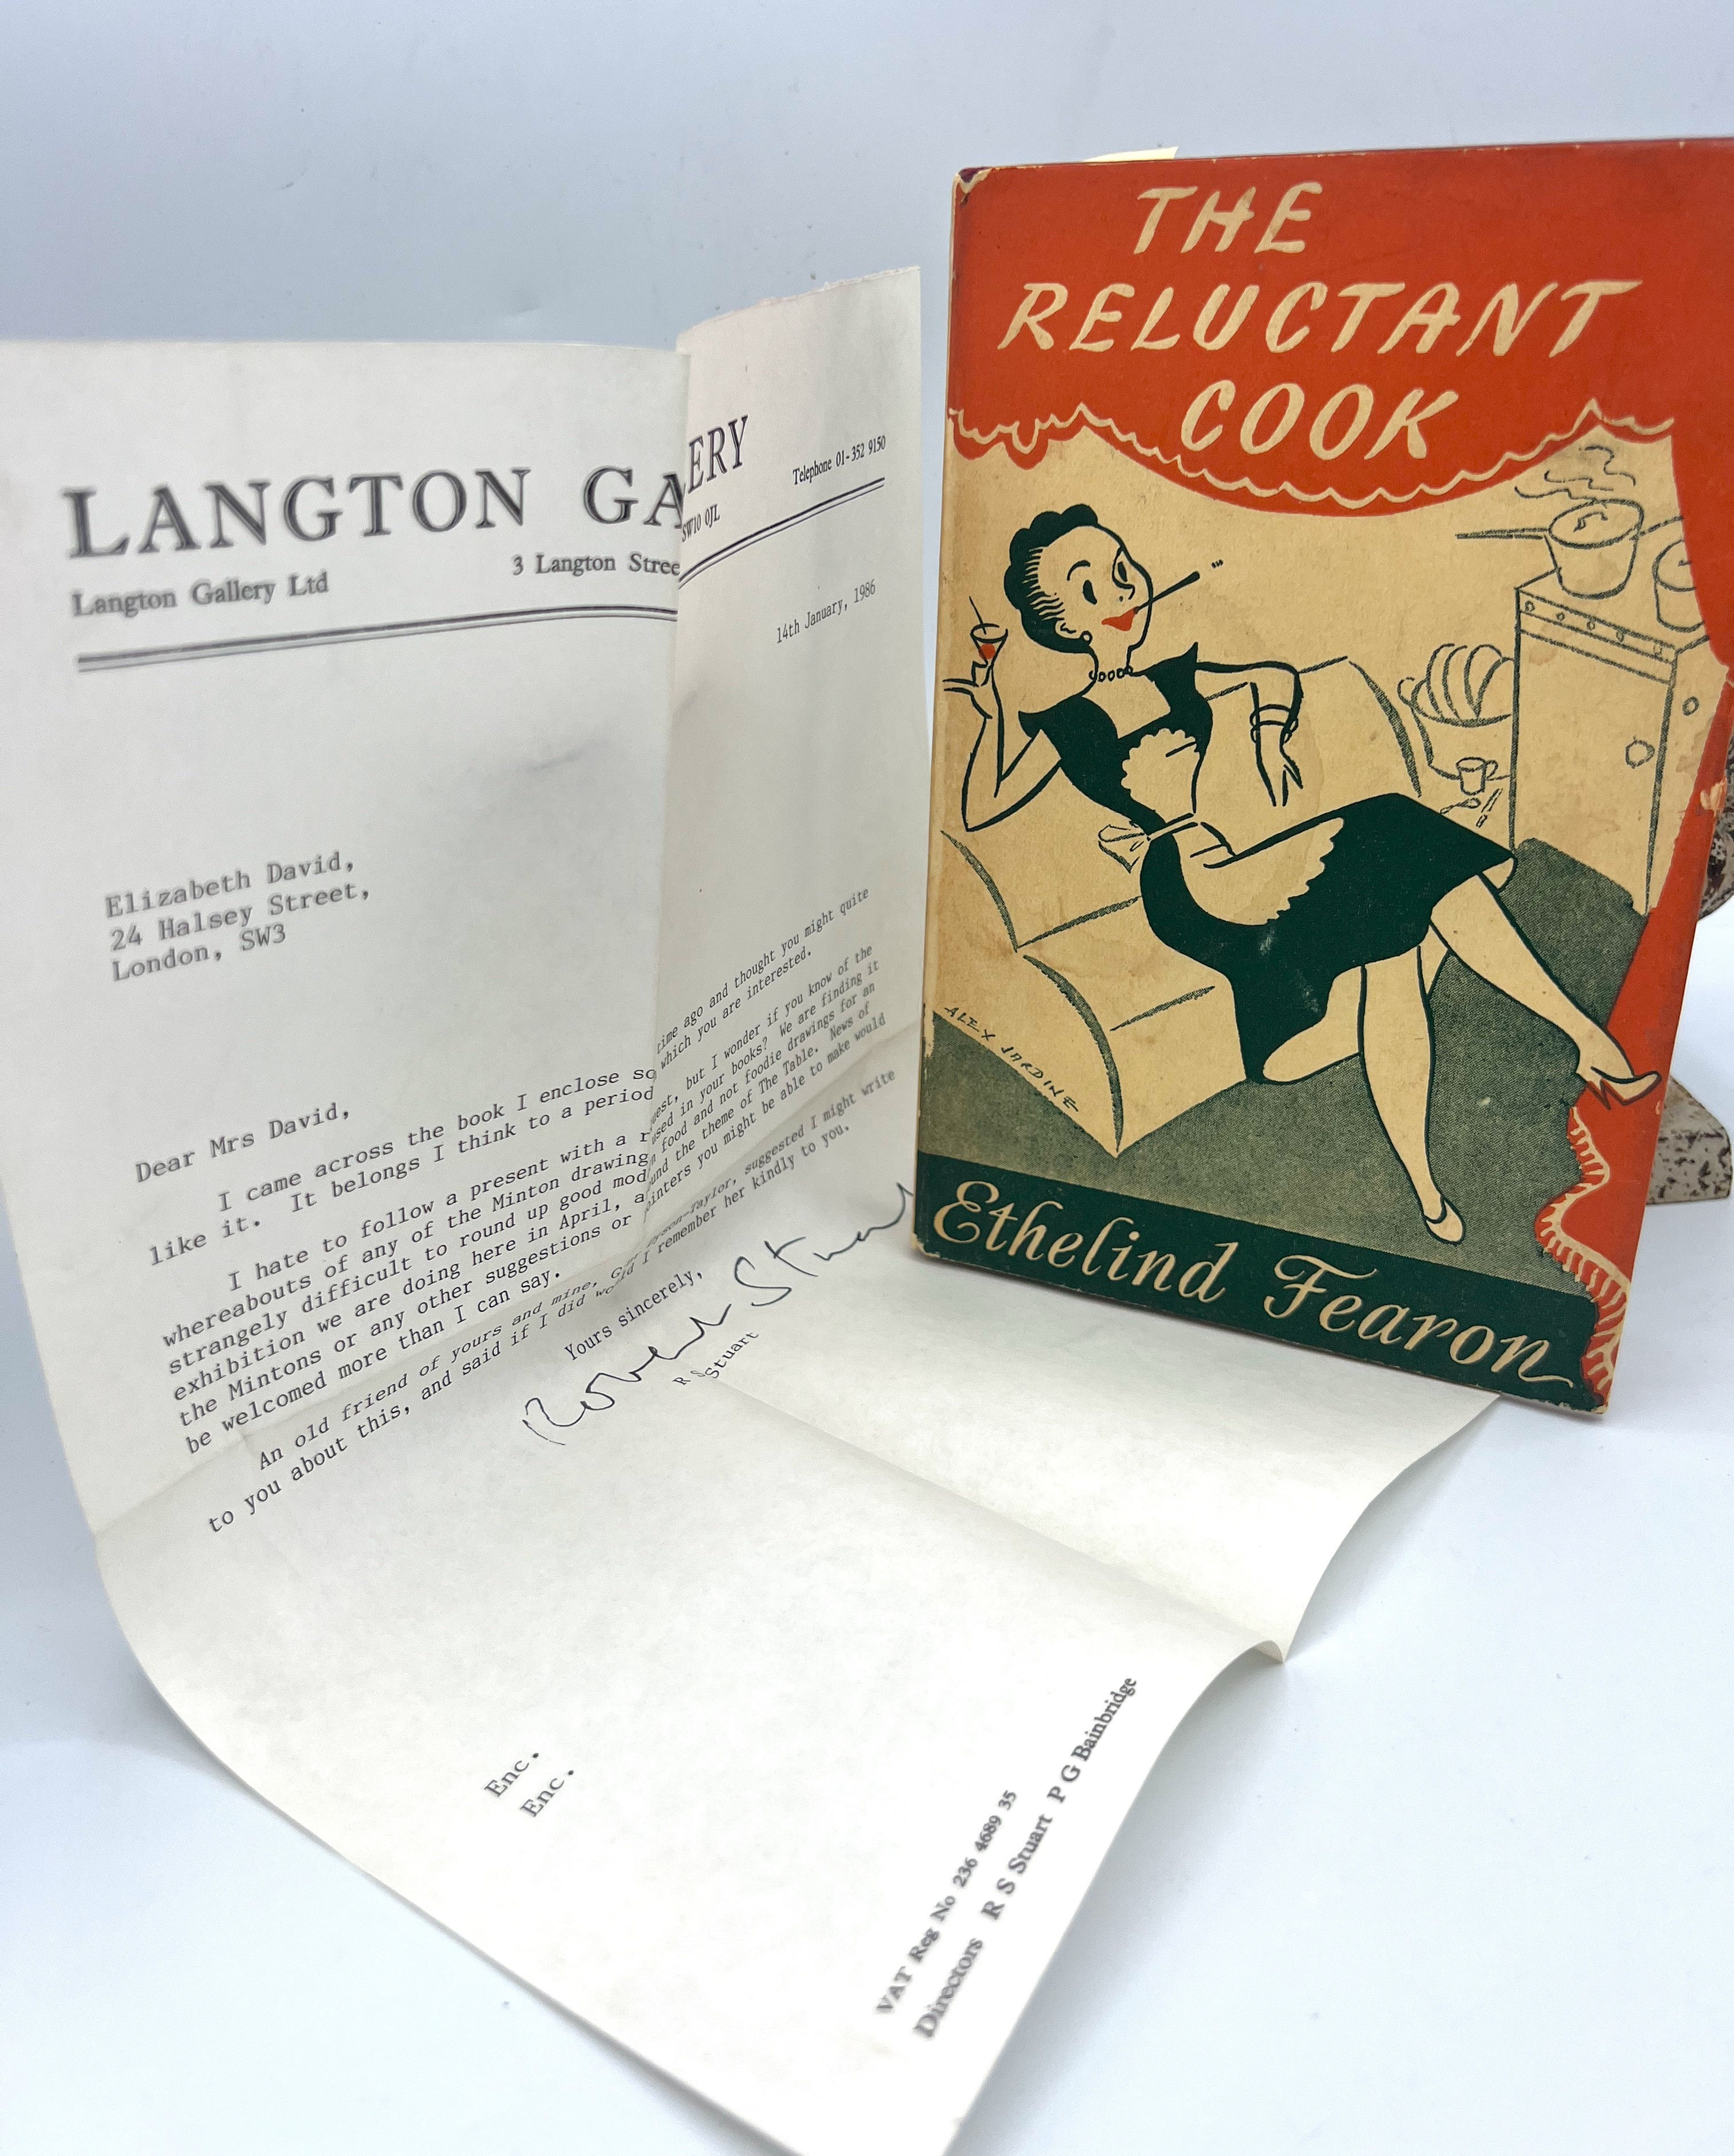 LANGTON GA ERY
Langton Gallery Ltd 3 Langton Stree SW10 0JL Telephone 01-352 9150
14th January, 1986
Elizabeth David,
24 Halsey Street,
London, SW3
Dear Mrs David,
I came across the book I enclose so time ago and thought you might quite
like it. It belongs I think to a period which you are interested.
I hate to follow a present with a r uest, but I wonder if you know of the
whereabouts of any of the Minton drawing used in your books? We are finding it
strangely difficult to round up good mod food and not foodie drawings for an
exhibition we are doing here in April, a und the theme of The Table. News of
the Mintons or any other suggestions or ainters you might be able to make would
be welcomed more than I can say.
An old friend of yours and mine, suggested I might write
to you about this, and said if I did would I remember her kindly to you.
Yours sincerely,
Robert Stuart
R S Stuart
Enc.
Enc.
VAT Reg No 236 4689 35
Directors R S Stuart P G Bainbridge
THE
RELUCTANT
COOK
ALEX JARDINE
Ethelind Fearon